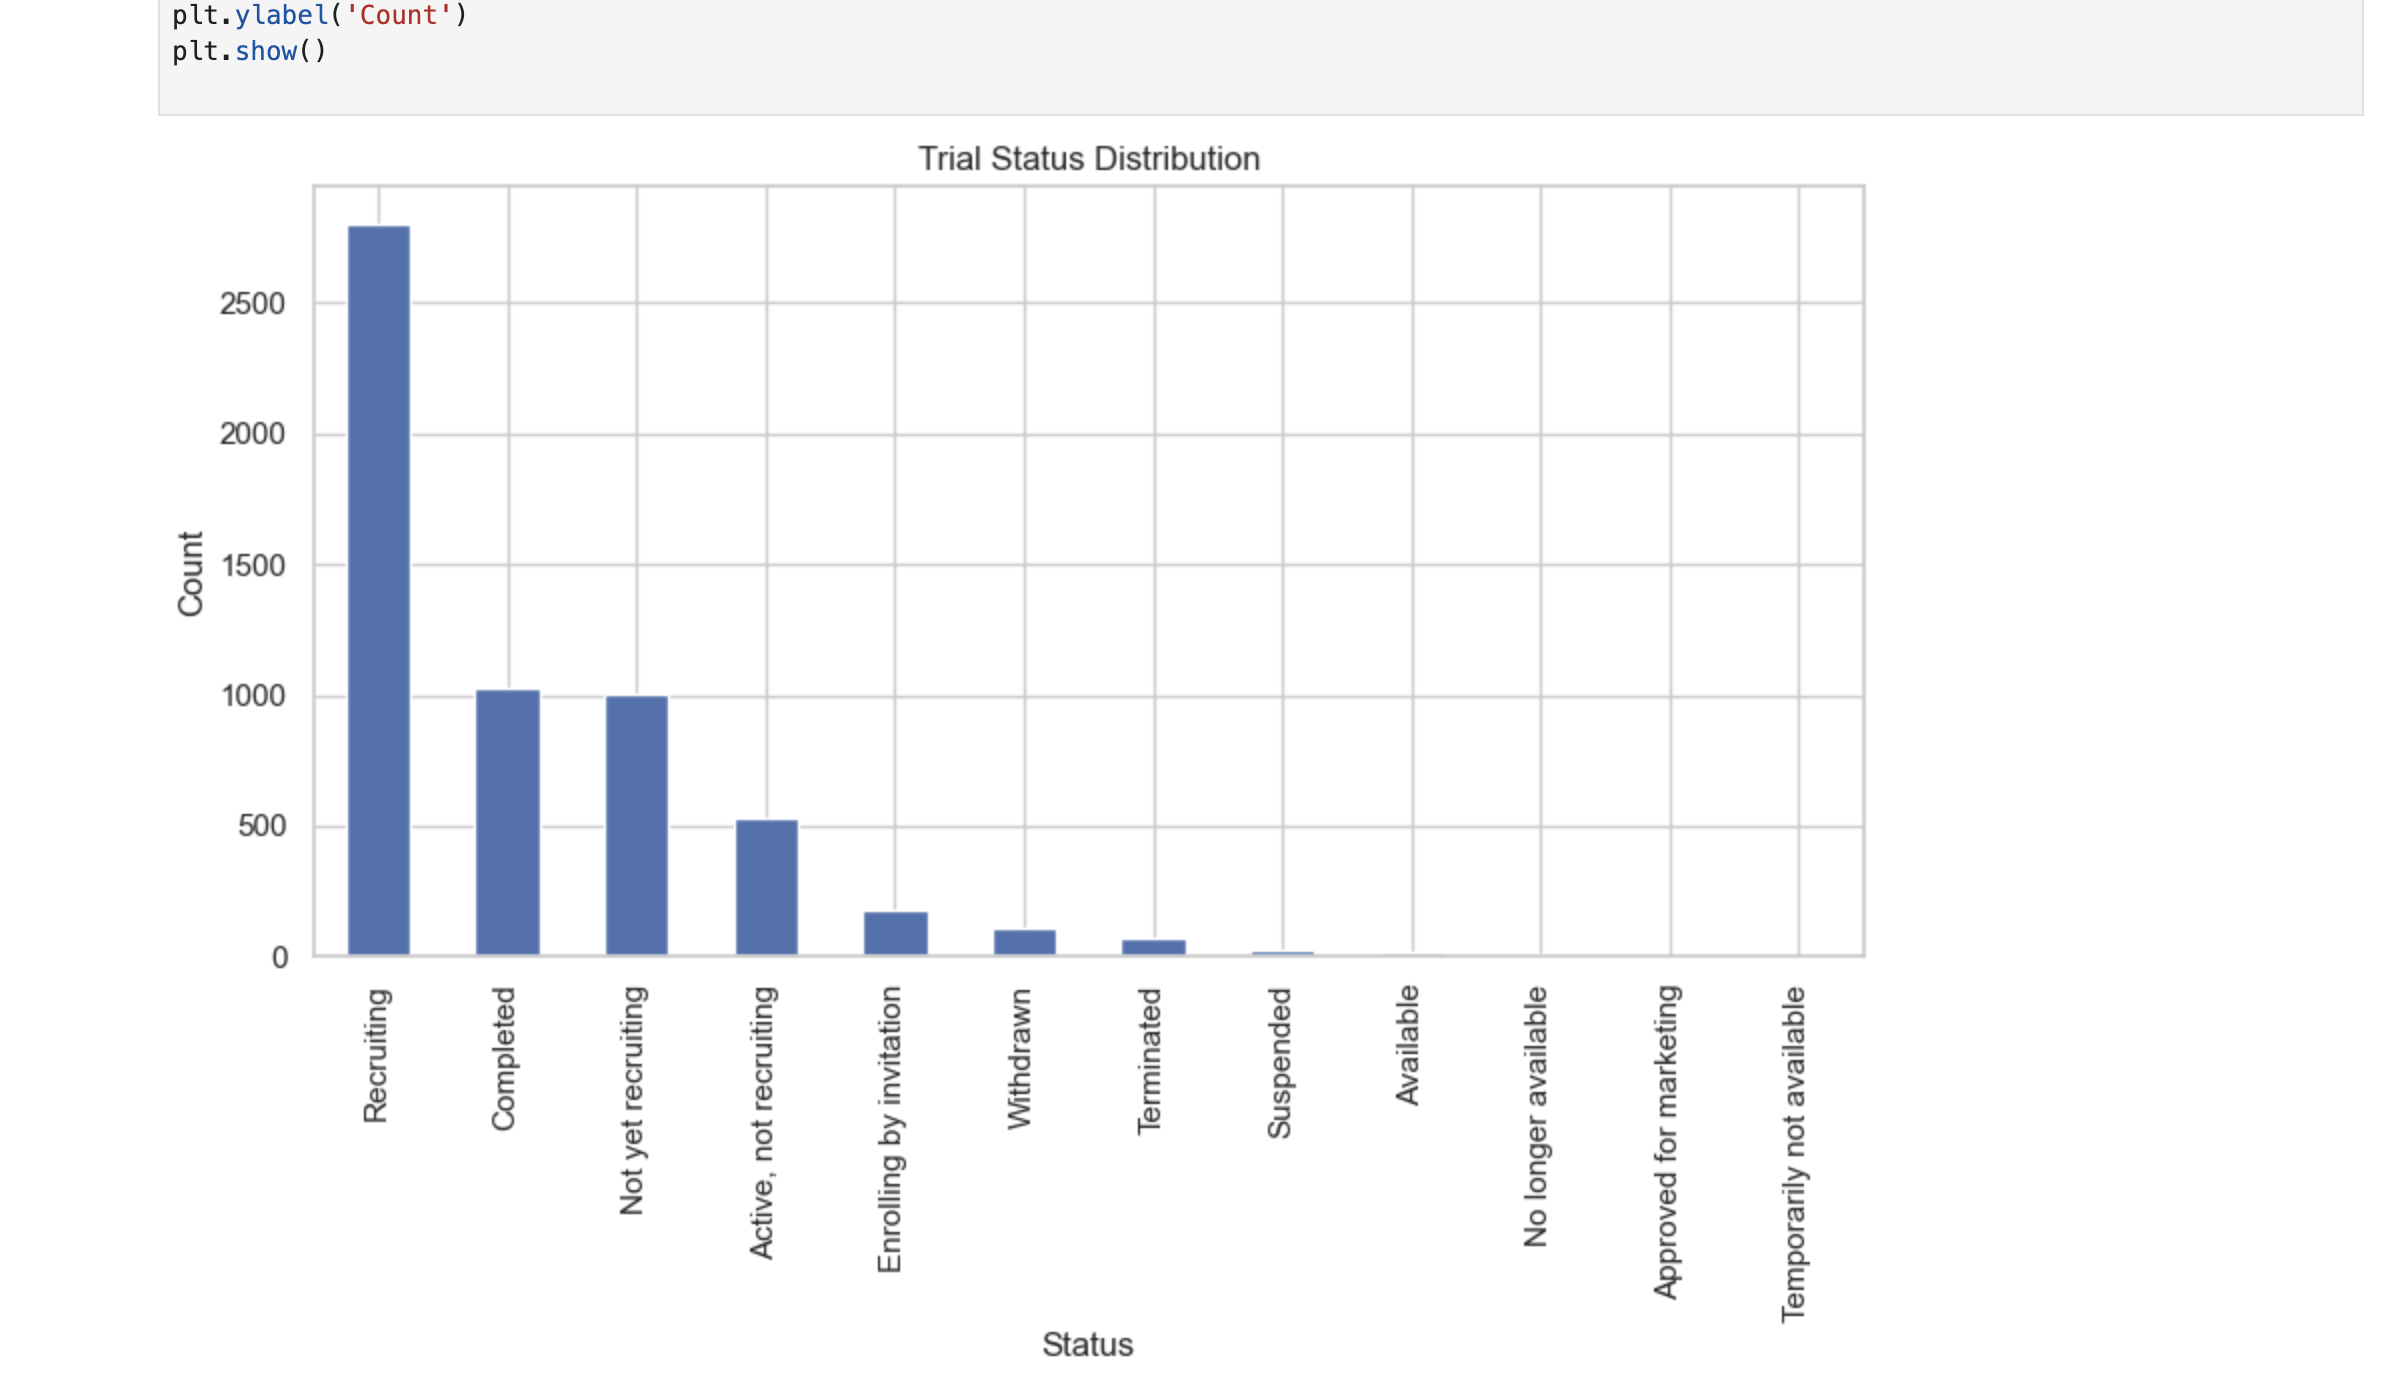 plt.ylabel('Count')
plt.show()
Trial Status Distribution
2500
2000
1500
1000
500
0
Count
Recruiting
Completed
Not yet recruiting
Active, not recruiting
Enrolling by invitation
Withdrawn
Terminated
Suspended
Available
No longer available
Approved for marketing
Temporarily not available
Status